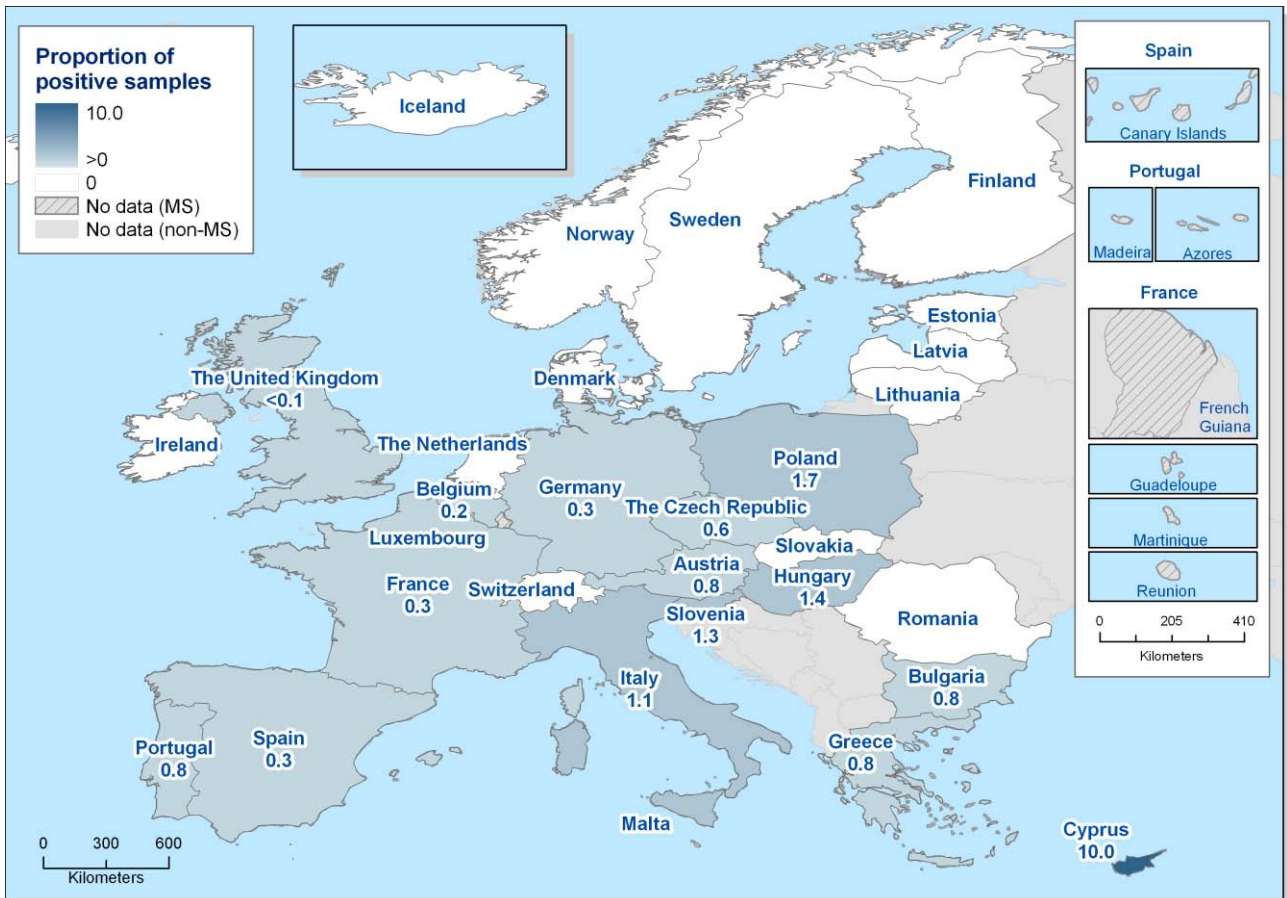 Proportion of
positive samples
10.0
>0
0
No data (MS)
No data (non-MS)
Iceland
Norway
Sweden
Finland
Estonia
Latvia
Lithuania
Denmark
The United Kingdom
<0.1
Ireland
The Netherlands
Belgium
0.2
Germany
0.3
Poland
1.7
The Czech Republic
0.6
Luxembourg
Slovakia
Austria
0.8
Hungary
1.4
France
0.3
Switzerland
Slovenia
1.3
Romania
Italy
1.1
Bulgaria
0.8
Portugal
0.8
Spain
0.3
Greece
0.8
Malta
Cyprus
10.0
0 300 600
Kilometers
Spain
Canary Islands
Portugal
Madeira
Azores
France
French
Guiana
Guadeloupe
Martinique
Reunion
0 205 410
Kilometers